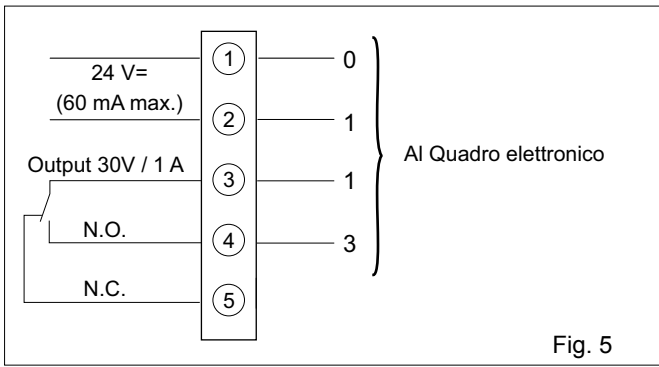 1 0
24 V=
(60 mA max.)
2 1
Al Quadro elettronico
Output 30V / 1 A
3 1
N.O.
4 3
N.C.
5
Fig. 5